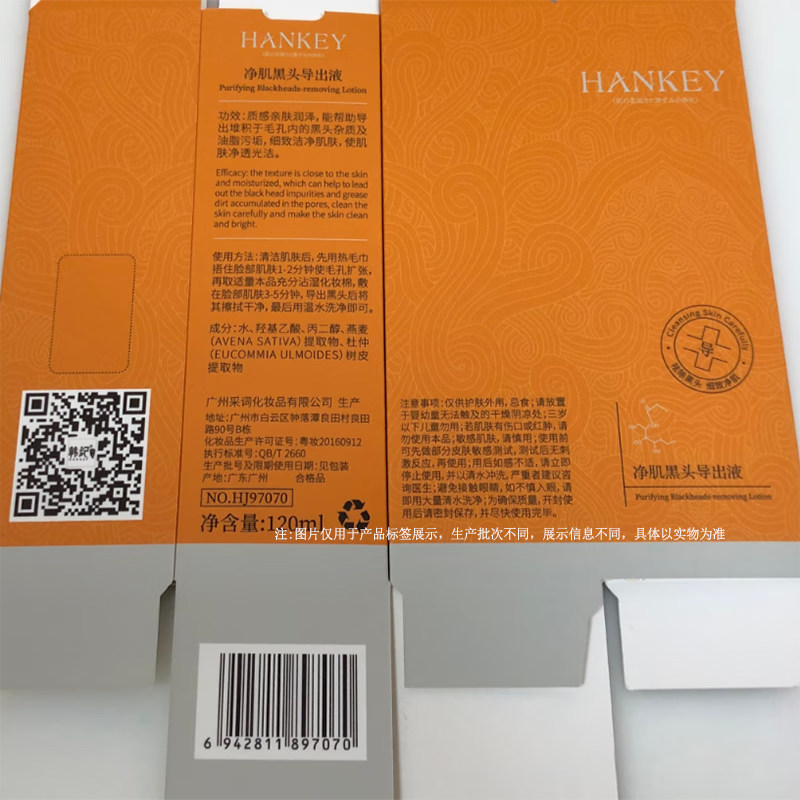 HANKEY
净肌黑头导出液
Purifying Blackheads-removing Lotion
功效:质感亲肤润泽,能帮助导
出堆积于毛孔内的黑头杂质及
油脂污垢,细致洁净肌肤,使肌
肤净透光洁。
Efficacy: the texture is close to the skin
and moisturized, which can help to lead
out the black head impurities and grease
dirt accumulated in the pores, clean the
skin carefully and make the skin clean
and bright.
使用方法:清洁肌肤后,先用热毛巾
捂住脸部肌肤1-2分钟使毛孔扩张,
再取适量本品充分沾湿化妆棉,敷
在脸部肌肤3-5分钟,导出黑头后将
其擦拭干净,最后用温水洗净即可。
成分:水、羟基乙酸、丙二醇、燕麦
(AVENA SATIVA)提取物、杜仲
(EUCOMMIA ULMOIDES)树皮
提取物
广州采词化妆品有限公司 生产
地址:广州市白云区钟落潭良田村良田
路90号B栋
化妆品生产许可证号:粤妆20160912
执行标准号:QB/T 2660
生产批号及限期使用日期:见包装
产地:广东广州 合格品
NO.HJ97070
净含量:120ml
韩纪
6 942811 897070
HANKEY
Cleansing Skin Carefully
导
祛除黑头 细致净肌
注意事项:仅供护肤外用,忌食;请放置
于婴幼童无法触及的干燥阴凉处;三岁
以下儿童勿用;若肌肤有伤口或红肿,请
勿使用本品;敏感肌肤,请慎用;使用前
可先做部分皮肤敏感测试,测试后无刺
激反应,再使用;用后如感不适,请立即
停止使用,并以清水冲洗,严重者建议咨
询医生;避免接触眼睛,如不慎入眼,请
即用大量清水洗净;为确保质量,开封使
用后请密封保存,并尽快使用完毕。
净肌黑头导出液
Purifying Blackheads-removing Lotion
注:图片仅用于产品标签展示,生产批次不同,展示信息不同,具体以实物为准